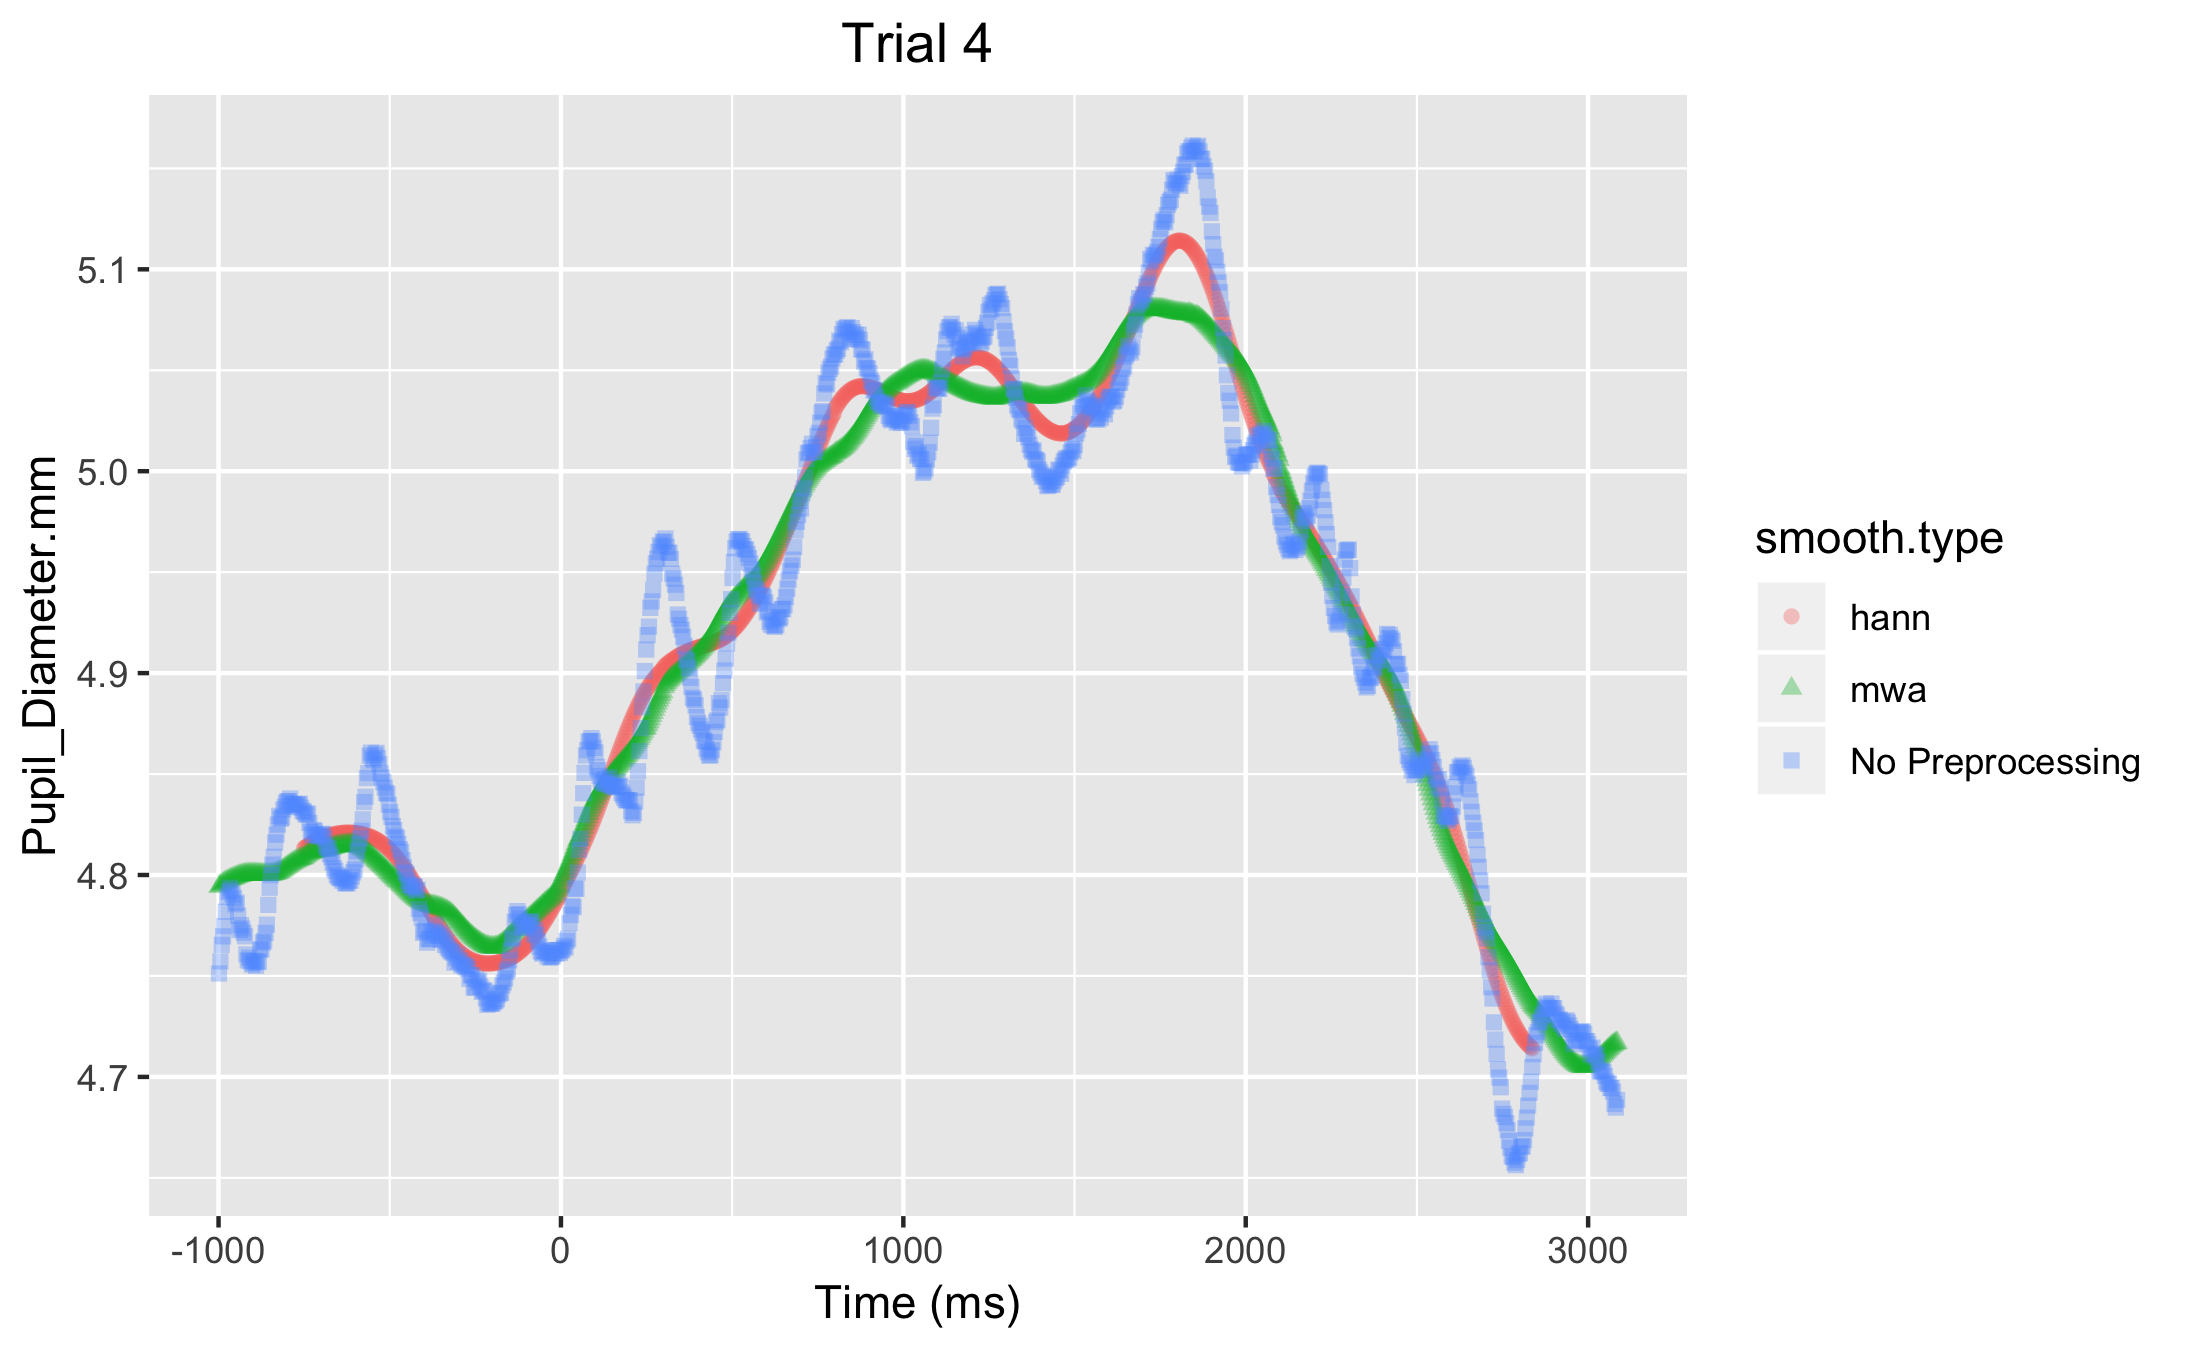 Trial 4
Pupil_Diameter.mm
5.1
5.0
4.9
4.8
4.7
-1000
0
1000
2000
3000
Time (ms)
smooth.type
hann
mwa
No Preprocessing